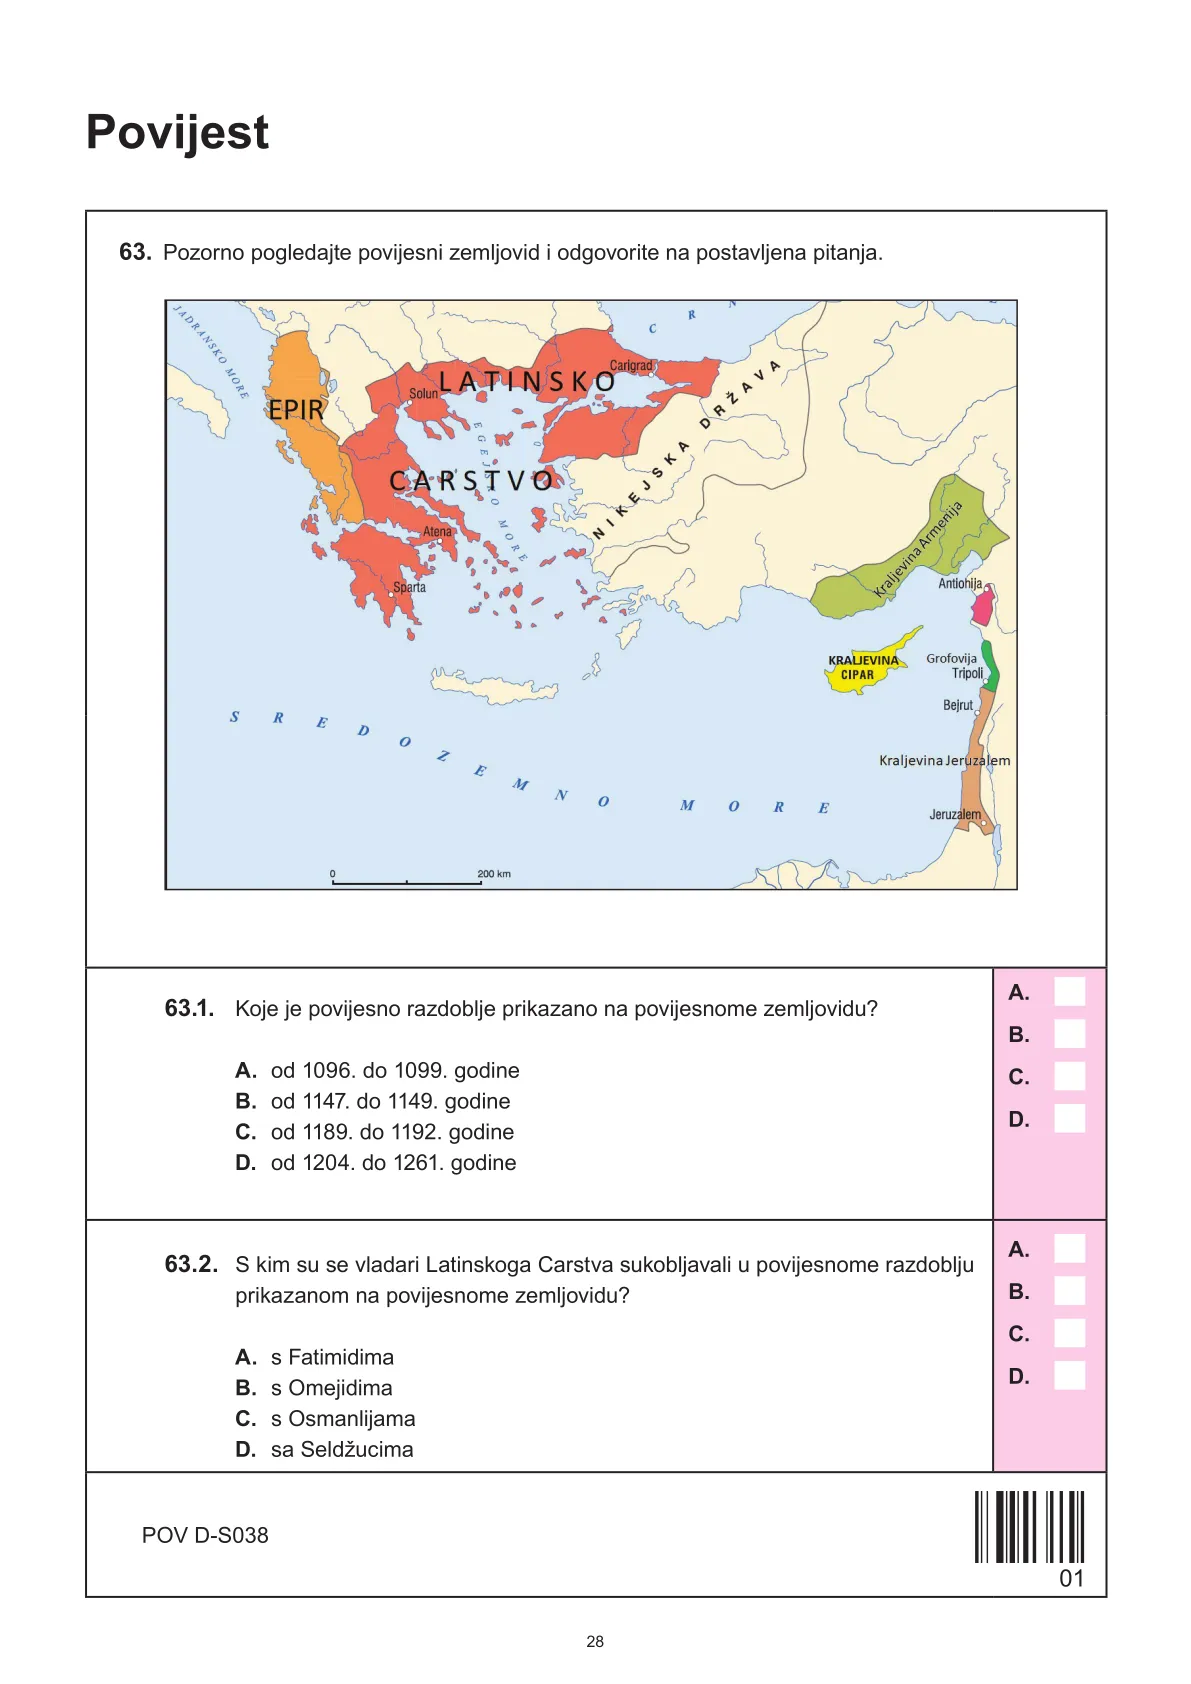 Povijest
63. Pozorno pogledajte povijesni zemljovid i odgovorite na postavljena pitanja.
JADRANSKO MORE
C R N
EPIR
Solun
LATINSKO
Carigrad
NIKEJSKA DRŽAVA
CARSTVO
EGEJSKO MORE
Atena
Sparta
Kraljevina Armenija
Antiohija
KRALJEVINA
CIPAR
Grofovija
Tripoli
Bejrut
Kraljevina Jeruzalem
Jeruzalem
SREDOZEMNO MORE
0 200 km
63.1. Koje je povijesno razdoblje prikazano na povijesnome zemljovidu?
A. od 1096. do 1099. godine
B. od 1147. do 1149. godine
C. od 1189. do 1192. godine
D. od 1204. do 1261. godine
A.
B.
C.
D.
63.2. S kim su se vladari Latinskoga Carstva sukobljavali u povijesnome razdoblju
prikazanom na povijesnome zemljovidu?
A. s Fatimidima
B. s Omejidima
C. s Osmanlijama
D. sa Seldžucima
A.
B.
C.
D.
POV D-S038
01
28